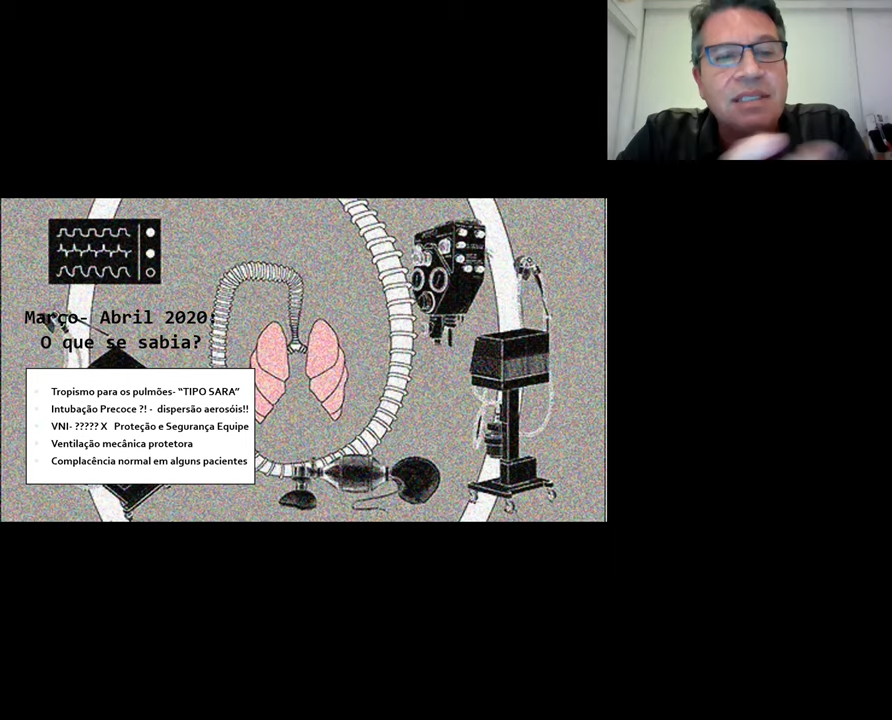 Março- Abril 2020:
O que se sabia?
Tropismo para os pulmões- “TIPO SARA”
Intubação Precoce ?! - dispersão aerosóis!!
VNI- ????? X Proteção e Segurança Equipe
Ventilação mecânica protetora
Complacência normal em alguns pacientes